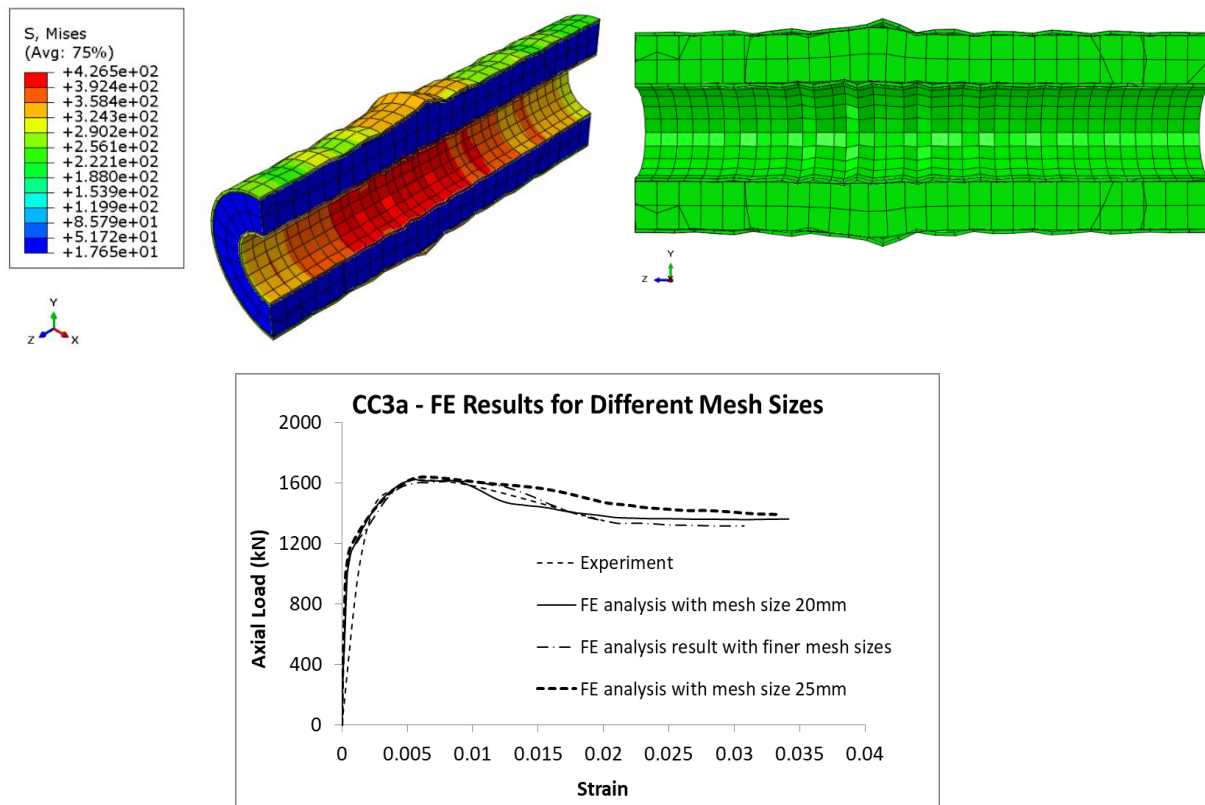 S, Mises
(Avg: 75%)
+4.265e+02
+3.924e+02
+3.584e+02
+3.243e+02
+2.902e+02
+2.561e+02
+2.221e+02
+1.880e+02
+1.539e+02
+1.199e+02
+8.579e+01
+5.172e+01
+1.765e+01
Y
Z X
Y
Z X
CC3a - FE Results for Different Mesh Sizes
Axial Load (kN)
2000
1600
1200
800
400
0
Experiment
FE analysis with mesh size 20mm
FE analysis result with finer mesh sizes
FE analysis with mesh size 25mm
0 0.005 0.01 0.015 0.02 0.025 0.03 0.035 0.04
Strain